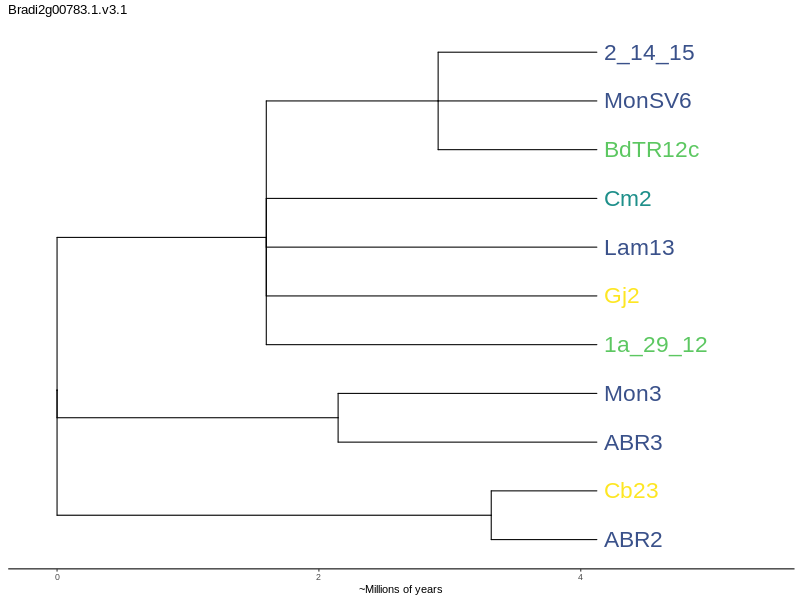 Bradi2g00783.1.v3.1
2_14_15
MonSV6
BdTR12c
Cm2
Lam13
Gj2
1a_29_12
Mon3
ABR3
Cb23
ABR2
0 2 4
~Millions of years